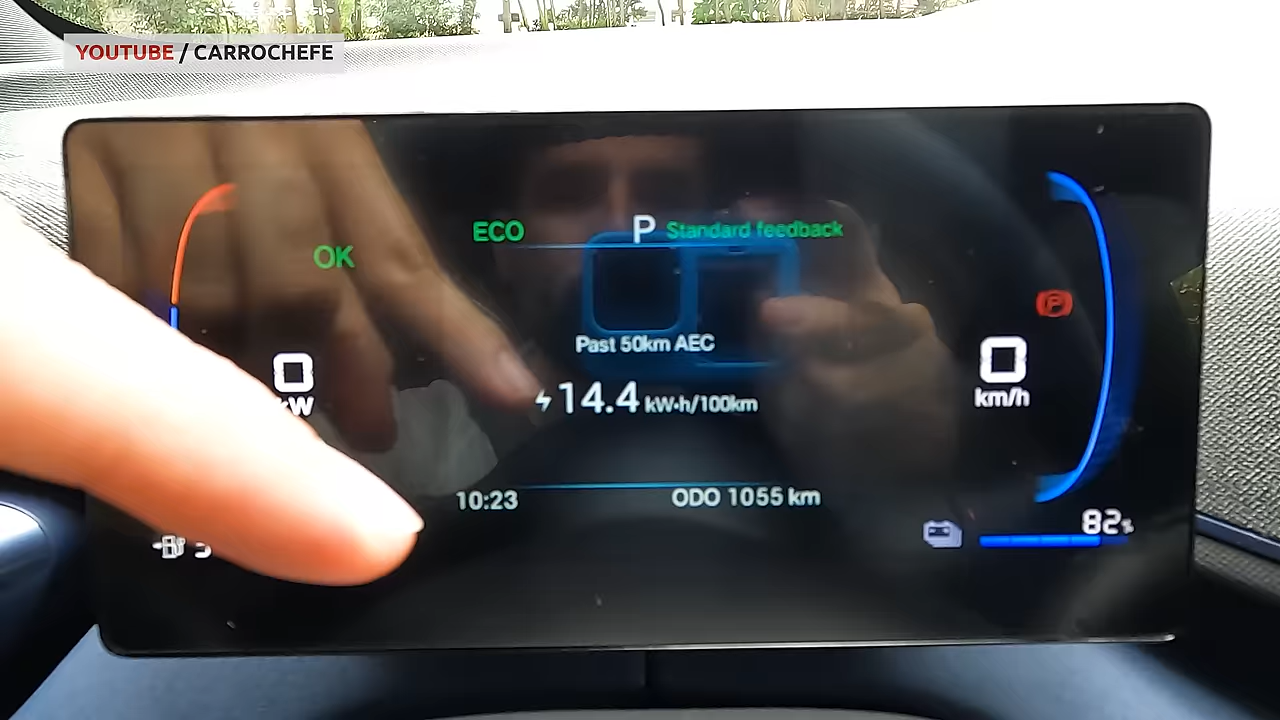 YOUTUBE / CARROCHEFE
ECO P Standard feedback
OK
Past 50km AEC
14.4 kW·h/100km
0
kW
0
km/h
10:23 ODO 1055 km
82%